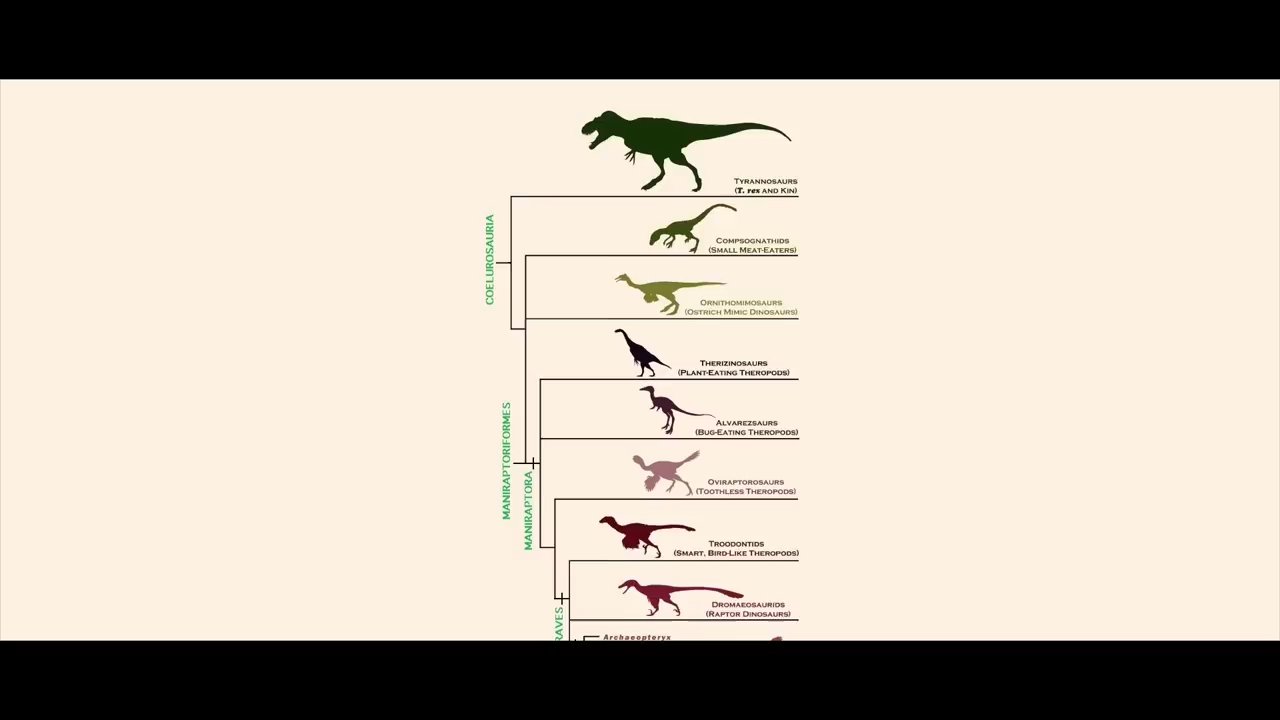 TYRANNOSAURS
(T. rex AND KIN)
COELUROSAURIA
COMPSOGNATHIDS
(SMALL MEAT-EATERS)
ORNITHOMIMOSAURS
(OSTRICH MIMIC DINOSAURS)
THERIZINOSAURS
(PLANT-EATING THEROPODS)
MANIRAPTORIFORMES
ALVAREZSAURS
(BUG-EATING THEROPODS)
MANIRAPTORA
OVIRAPTOROSAURS
(TOOTHLESS THEROPODS)
TROODONTIDS
(SMART, BIRD-LIKE THEROPODS)
DROMAEOSAURIDS
(RAPTOR DINOSAURS)
RAVES
Archaeopteryx